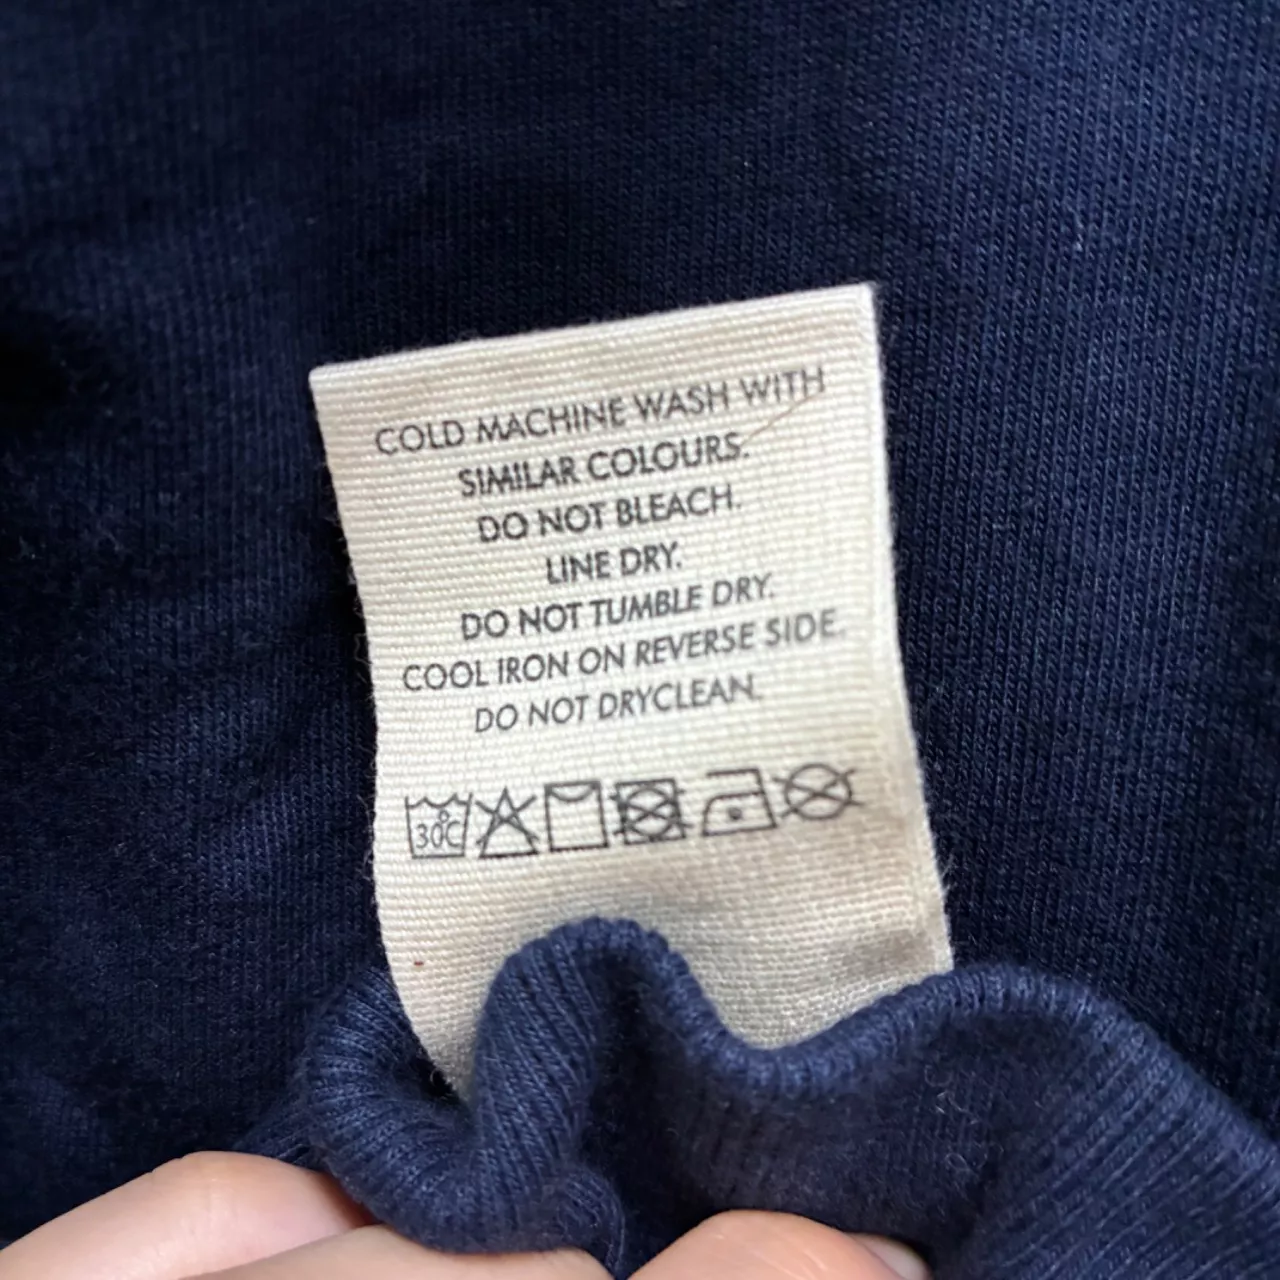 COLD MACHINE WASH WITH
SIMILAR COLOURS.
DO NOT BLEACH.
LINE DRY.
DO NOT TUMBLE DRY.
COOL IRON ON REVERSE SIDE.
DO NOT DRYCLEAN.
30°C